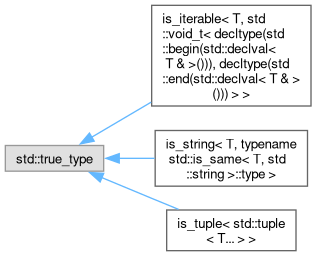 is_iterable< T, std
::void_t< decltype(std
::begin(std::declval<
T & >())), decltype(std
::end(std::declval< T & >
())) > >
std::true_type
is_string< T, typename
std::is_same< T, std
::string >::type >
is_tuple< std::tuple
< T... > >